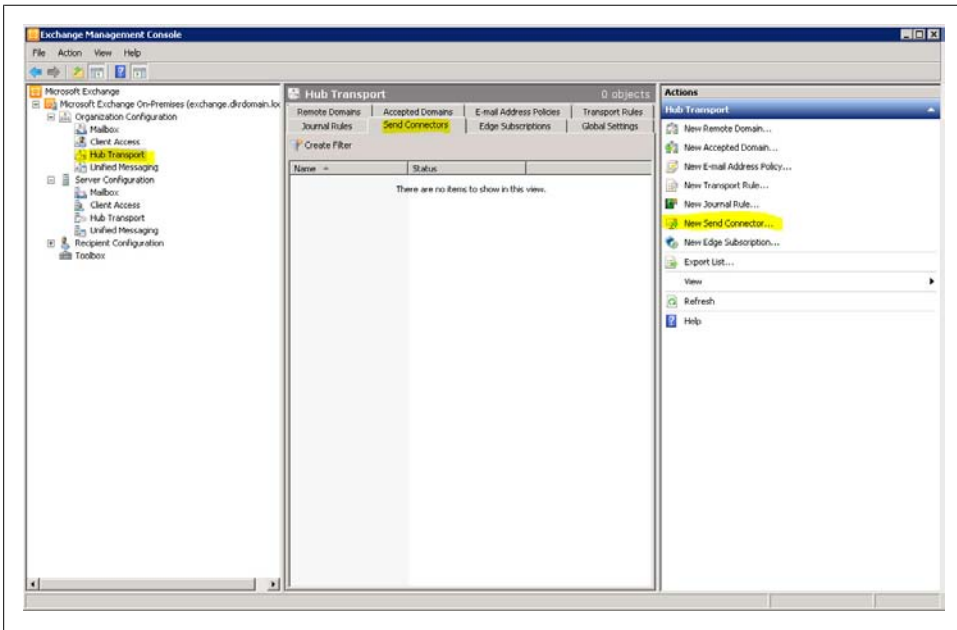 Exchange Management Console
File Action View Help
Microsoft Exchange
Microsoft Exchange On-Premises (exchange.dirdomain.loc
Organization Configuration
Mailbox
Client Access
Hub Transport
Unified Messaging
Server Configuration
Mailbox
Client Access
Hub Transport
Unified Messaging
Recipient Configuration
Toolbox
Hub Transport 0 objects
Remote Domains Accepted Domains E-mail Address Policies Transport Rules
Journal Rules Send Connectors Edge Subscriptions Global Settings
Create Filter
Name Status
There are no items to show in this view.
Actions
Hub Transport
New Remote Domain...
New Accepted Domain...
New E-mail Address Policy...
New Transport Rule...
New Journal Rule...
New Send Connector...
New Edge Subscription...
Export List...
View
Refresh
Help